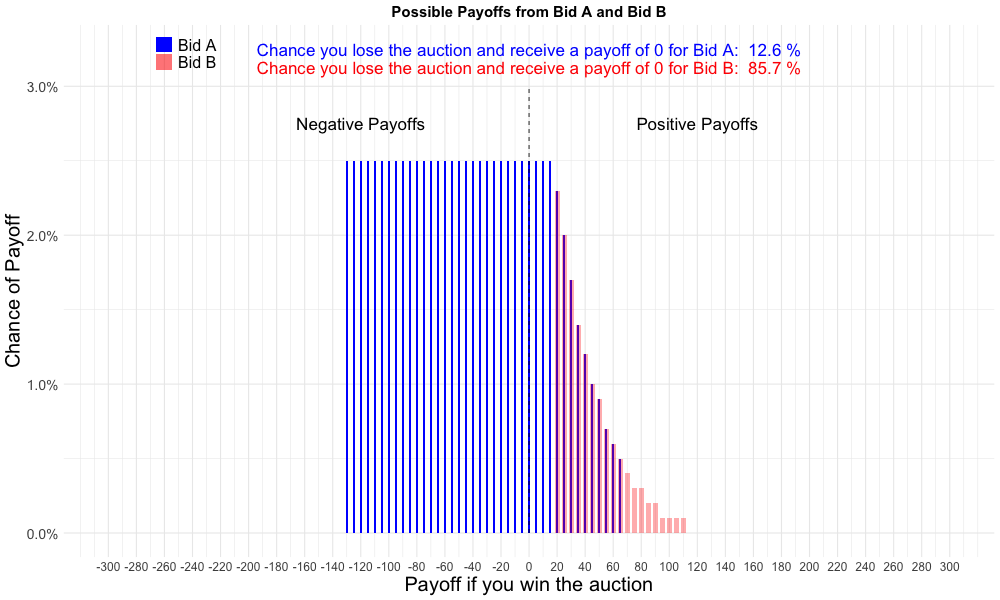 Possible Payoffs from Bid A and Bid B
Bid A
Bid B
Chance you lose the auction and receive a payoff of 0 for Bid A: 12.6 %
Chance you lose the auction and receive a payoff of 0 for Bid B: 85.7 %
Negative Payoffs
Positive Payoffs
Chance of Payoff
3.0%
2.0%
1.0%
0.0%
-300 -280 -260 -240 -220 -200 -180 -160 -140 -120 -100 -80 -60 -40 -20 0 20 40 60 80 100 120 140 160 180 200 220 240 260 280 300
Payoff if you win the auction